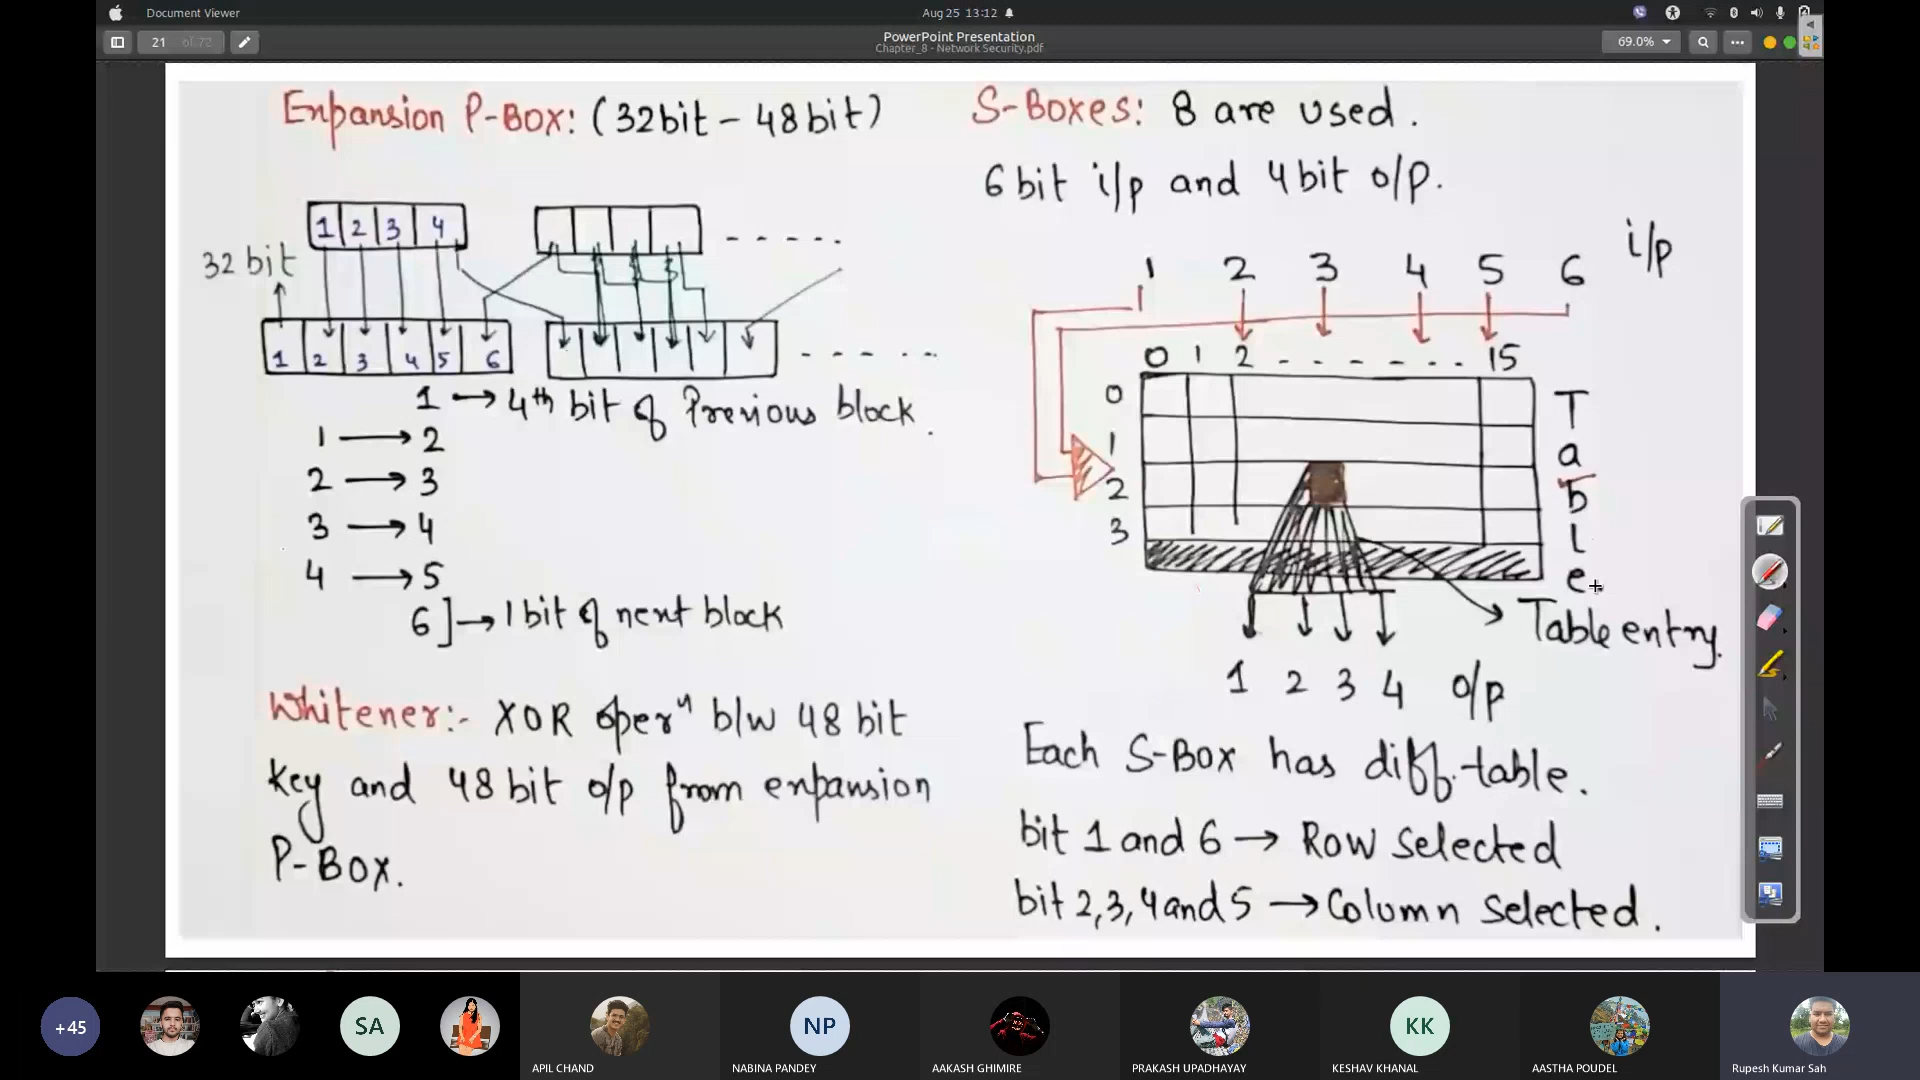 Document Viewer
Aug 25 13:12
21 of 72
PowerPoint Presentation
Chapter_8 - Network Security.pdf
69.0%
Expansion P-Box: (32bit - 48bit)
1 2 3 4
32 bit
1 2 3 4 5 6
1 → 4th bit of Previous block.
1 → 2
2 → 3
3 → 4
4 → 5
6] → 1 bit of next block
Whitener:- XOR opern b/w 48 bit
key and 48 bit o/p from expansion
P-Box.
S-Boxes: 8 are used.
6 bit i/p and 4 bit o/p.
i/p
1 2 3 4 5 6
0 1 2 - - - - - - - 15
0
1
2
3
Table
Table entry.
1 2 3 4 o/p
Each S-Box has diff. table.
bit 1 and 6 → Row Selected
bit 2,3,4 and 5 → Column Selected.
+45
SA
APIL CHAND
NP
NABINA PANDEY
AAKASH GHIMIRE
PRAKASH UPADHAYAY
KK
KESHAV KHANAL
AASTHA POUDEL
Rupesh Kumar Sah